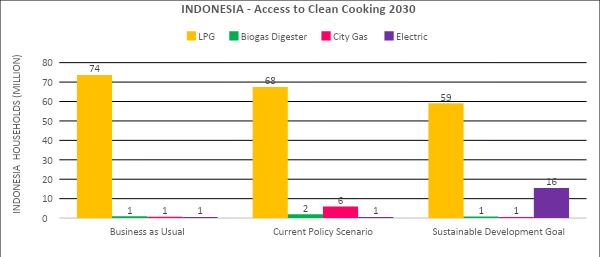 INDONESIA - Access to Clean Cooking 2030
LPG Biogas Digester City Gas Electric
INDONESIA HOUSEHOLDS (MILLION)
80
70
60
50
40
30
20
10
0
74 1 1 1
68 2 6 1
59 1 1 16
Business as Usual Current Policy Scenario Sustainable Development Goal